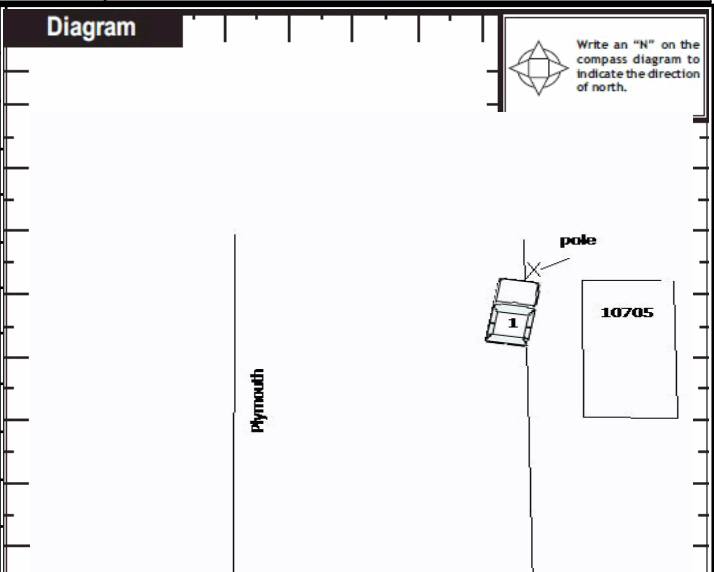 Diagram
Write an “N” on the
compass diagram to
indicate the direction
of north.
pole
10705
1
Plymouth